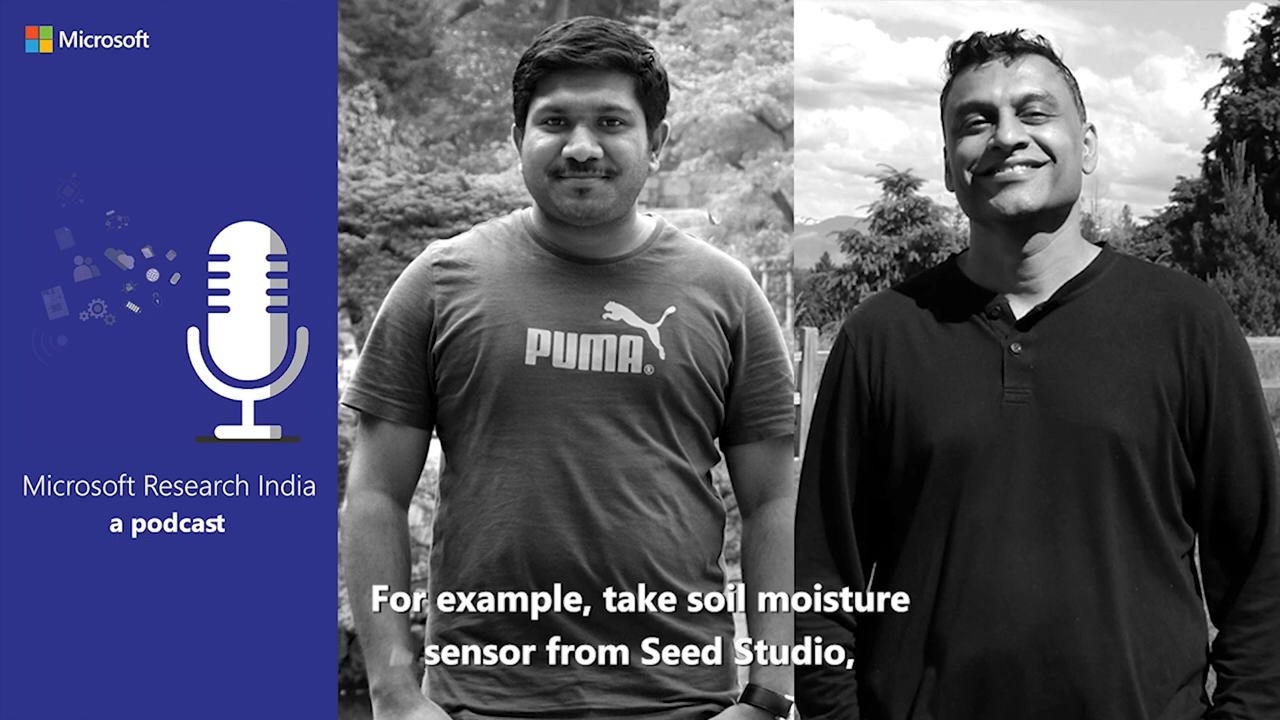 Microsoft
Microsoft Research India
a podcast
PUMA®
For example, take soil moisture
sensor from Seed Studio,